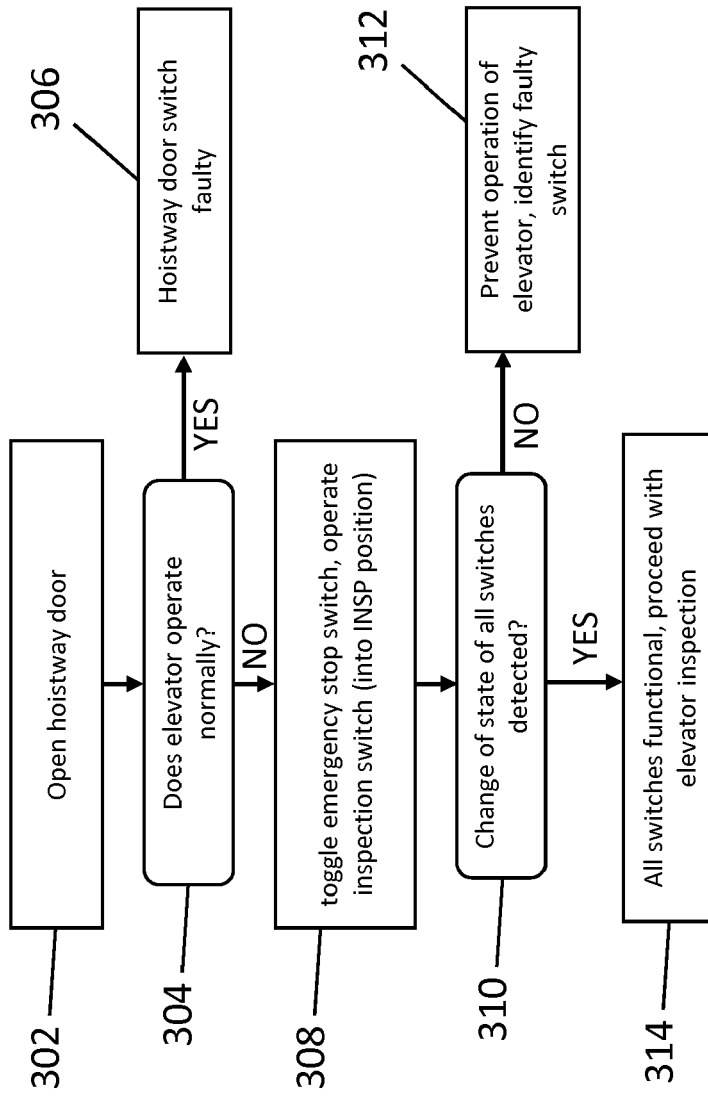 302
Open hoistway door
304
Does elevator operate
normally?
YES
306
Hoistway door switch
faulty
NO
308
toggle emergency stop switch, operate
inspection switch (into INSP position)
310
Change of state of all switches
detected?
NO
312
Prevent operation of
elevator, identify faulty
switch
YES
314
All switches functional, proceed with
elevator inspection